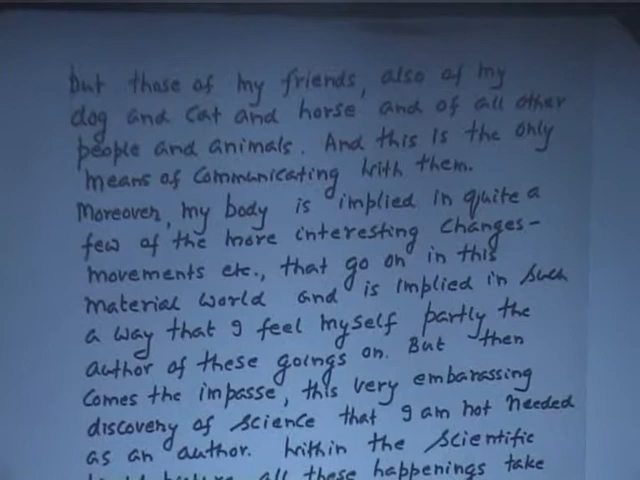 but those of my friends, also of my
dog and cat and horse and of all other
people and animals. And this is the only
means of communicating with them.
Moreover, my body is implied in quite a
few of the more interesting changes-
movements etc., that go on in this
material world and is implied in such
a way that I feel myself partly the
author of these goings on. But then
comes the impasse, this very embarassing
discovery of science that I am not needed
as an author. Within the scientific
all these happenings take